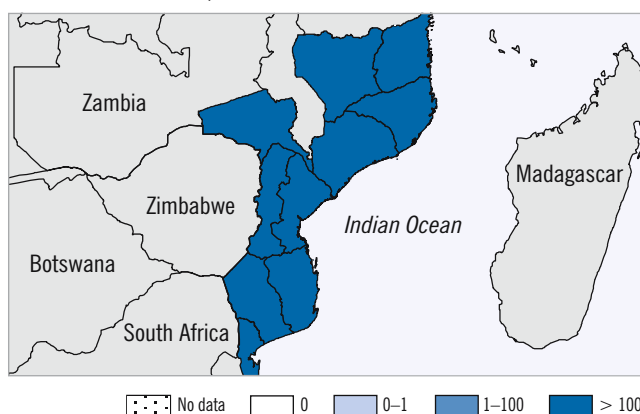 Zambia
Zimbabwe
Madagascar
Indian Ocean
Botswana
South Africa
No data 0 0–1 1–100 > 100